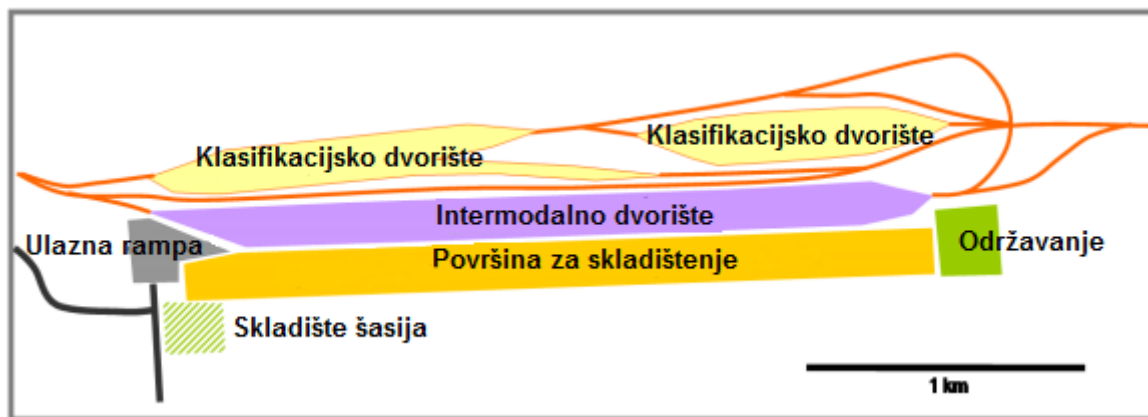 Klasifikacijsko dvorište
Klasifikacijsko dvorište
Intermodalno dvorište
Ulazna rampa
Održavanje
Površina za skladištenje
Skladište šasija
1 km